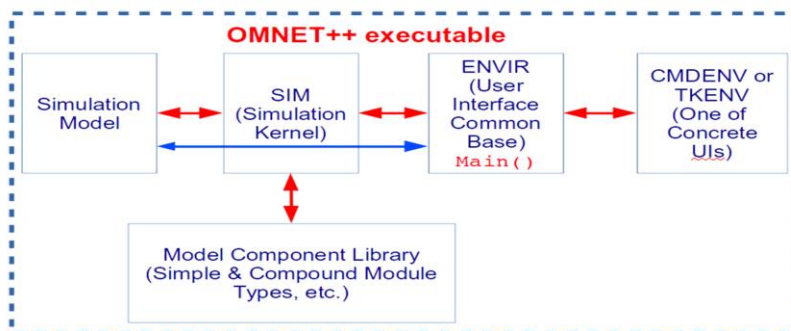 OMNET++ executable
Simulation
Model
SIM
(Simulation
Kernel)
ENVIR
(User
Interface
Common
Base)
Main()
CMDENV or
TKENV
(One of
Concrete
UIs)
Model Component Library
(Simple & Compound Module
Types, etc.)